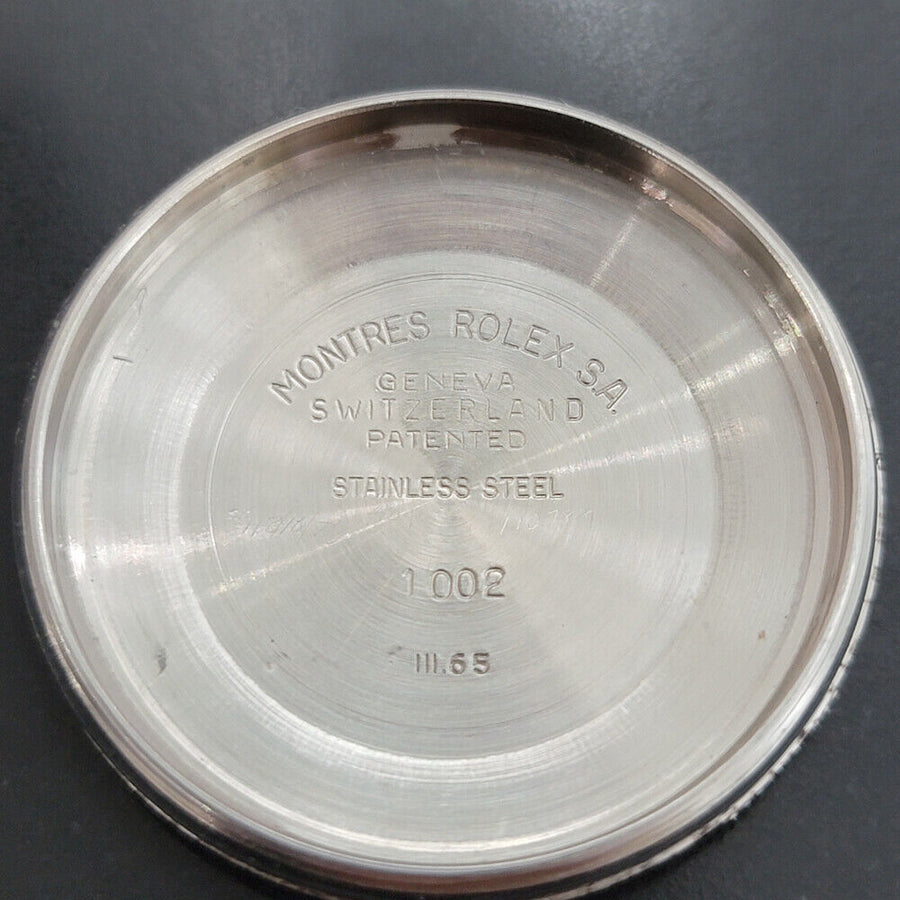 MONTRES ROLEX S.A.
GENEVA
SWITZERLAND
PATENTED
STAINLESS STEEL
1002
III.65